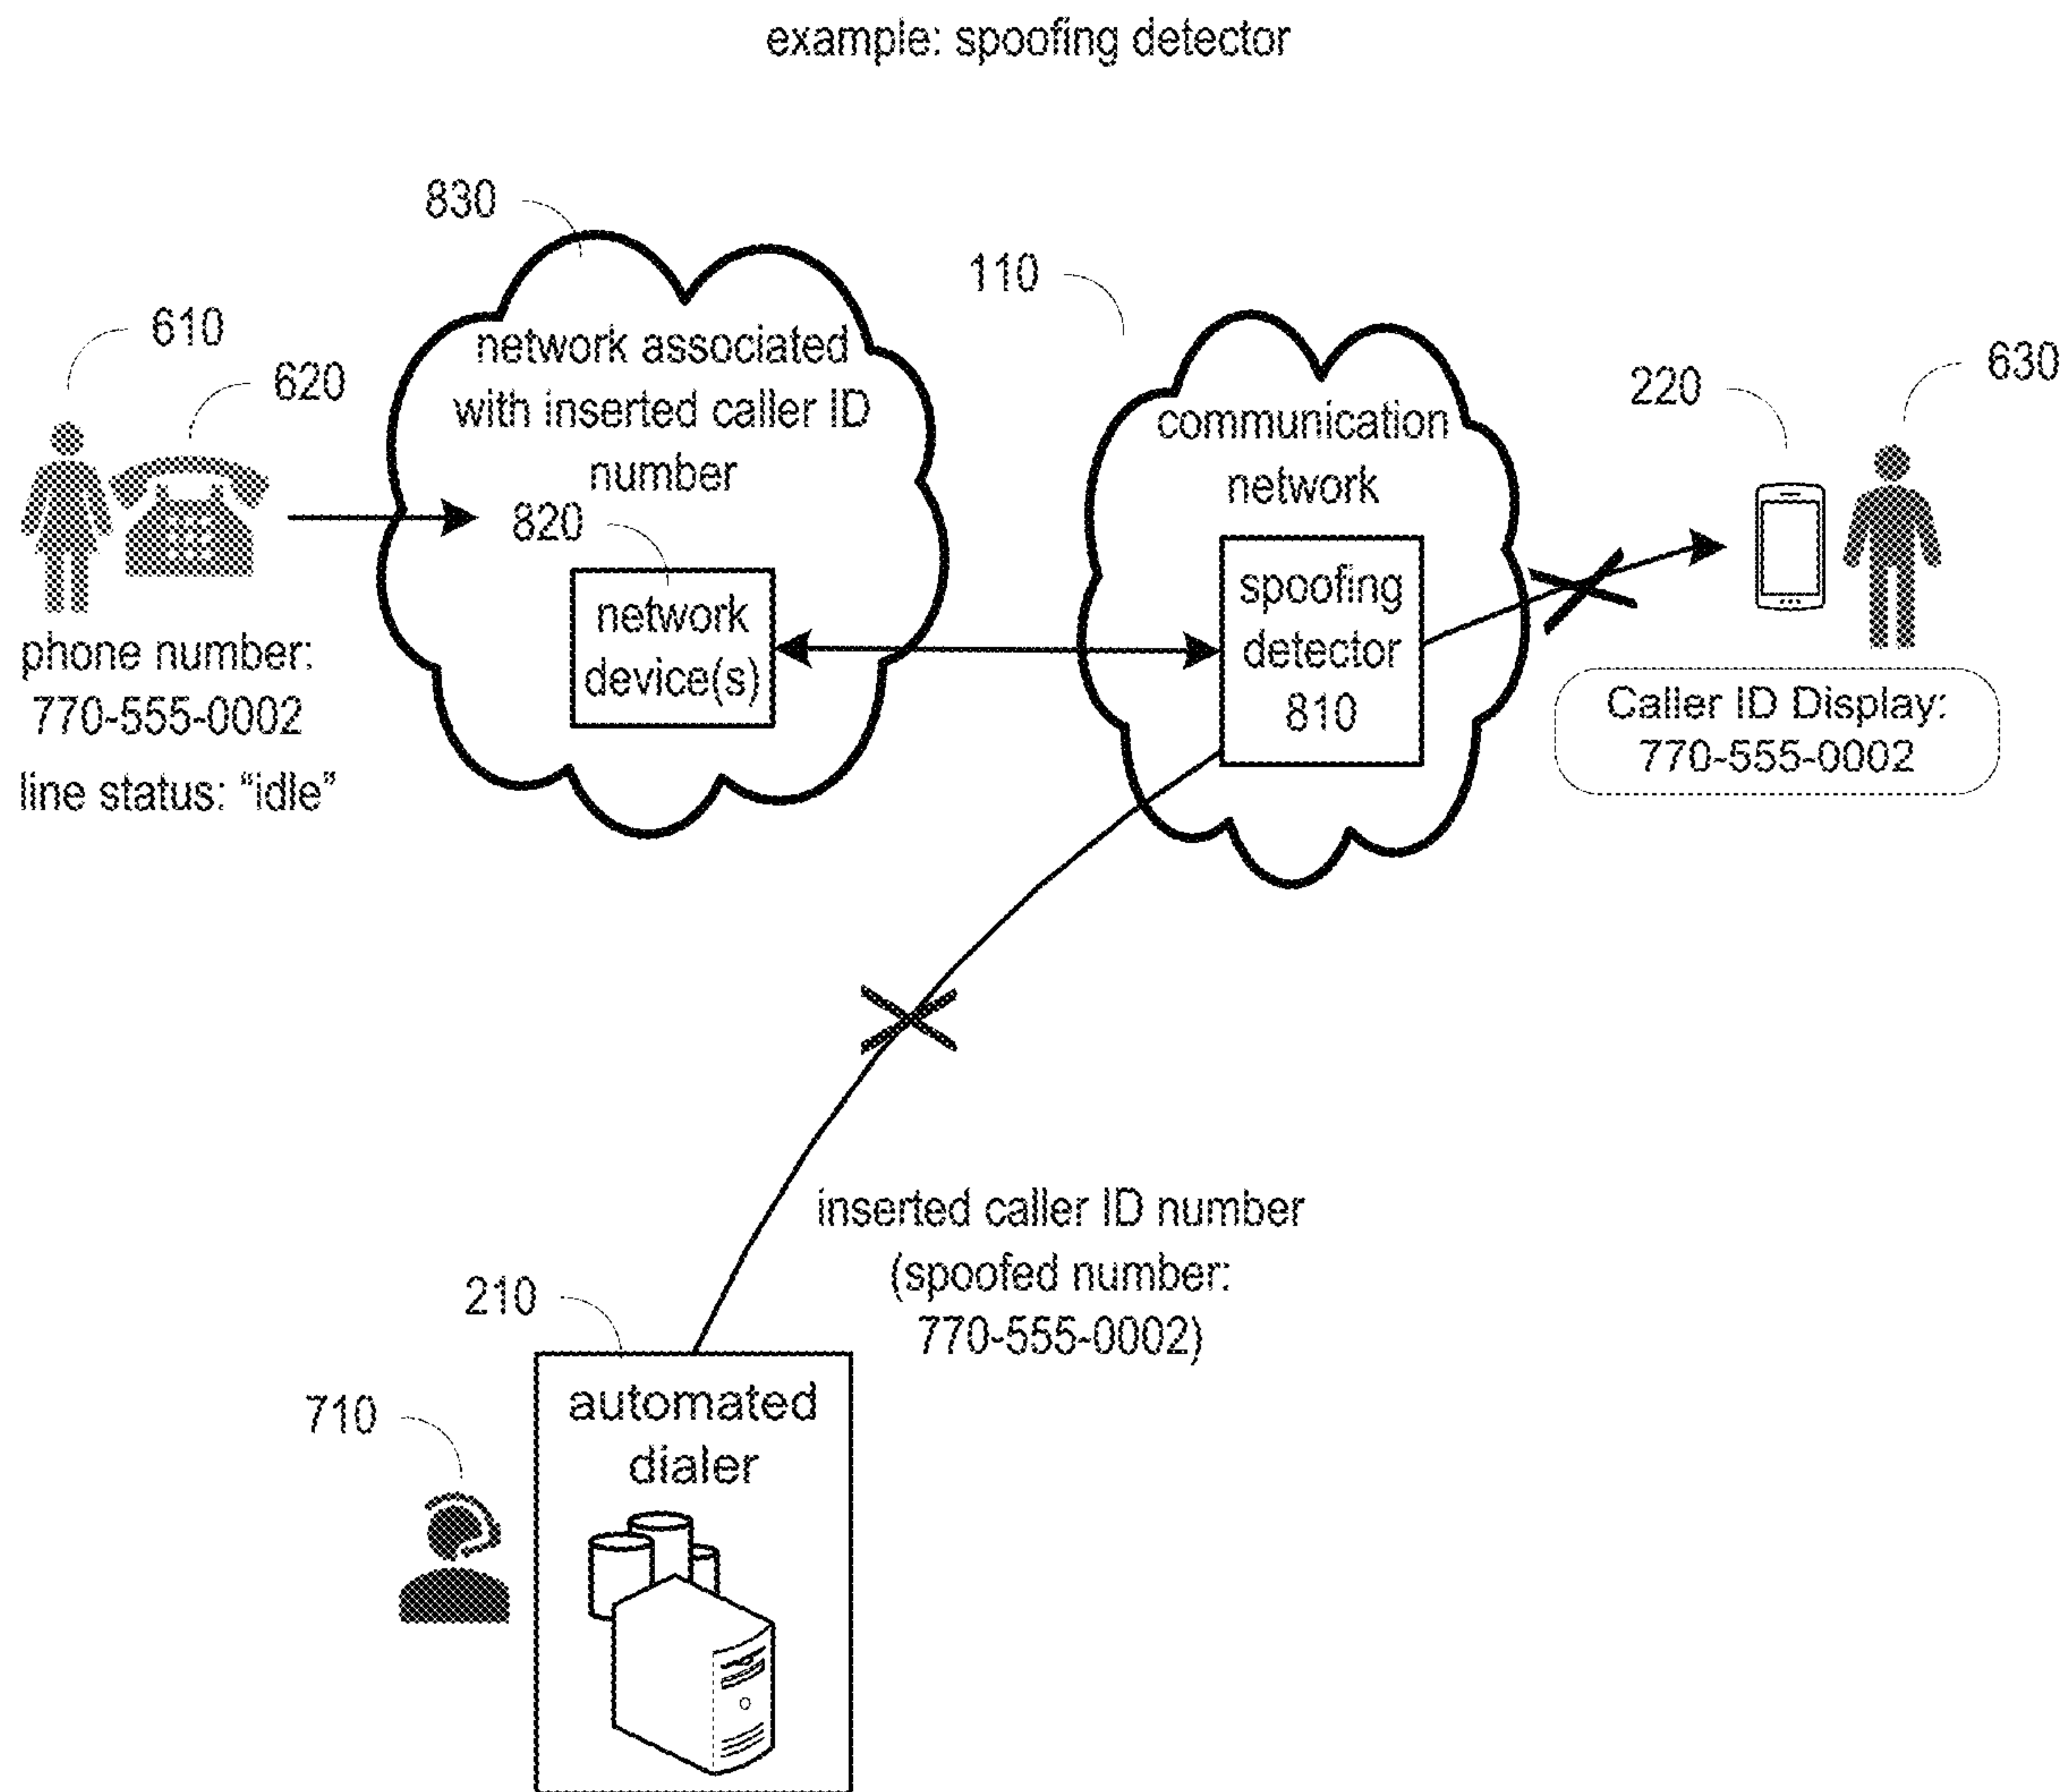 example: spoofing detector
830
110
610
620
network associated
with inserted caller ID
number
820
network
device(s)
communication
network
spoofing
detector
810
220
630
phone number:
770-555-0002
line status: “idle”
Caller ID Display:
770-555-0002
inserted caller ID number
(spoofed number:
770-555-0002)
210
710
automated
dialer